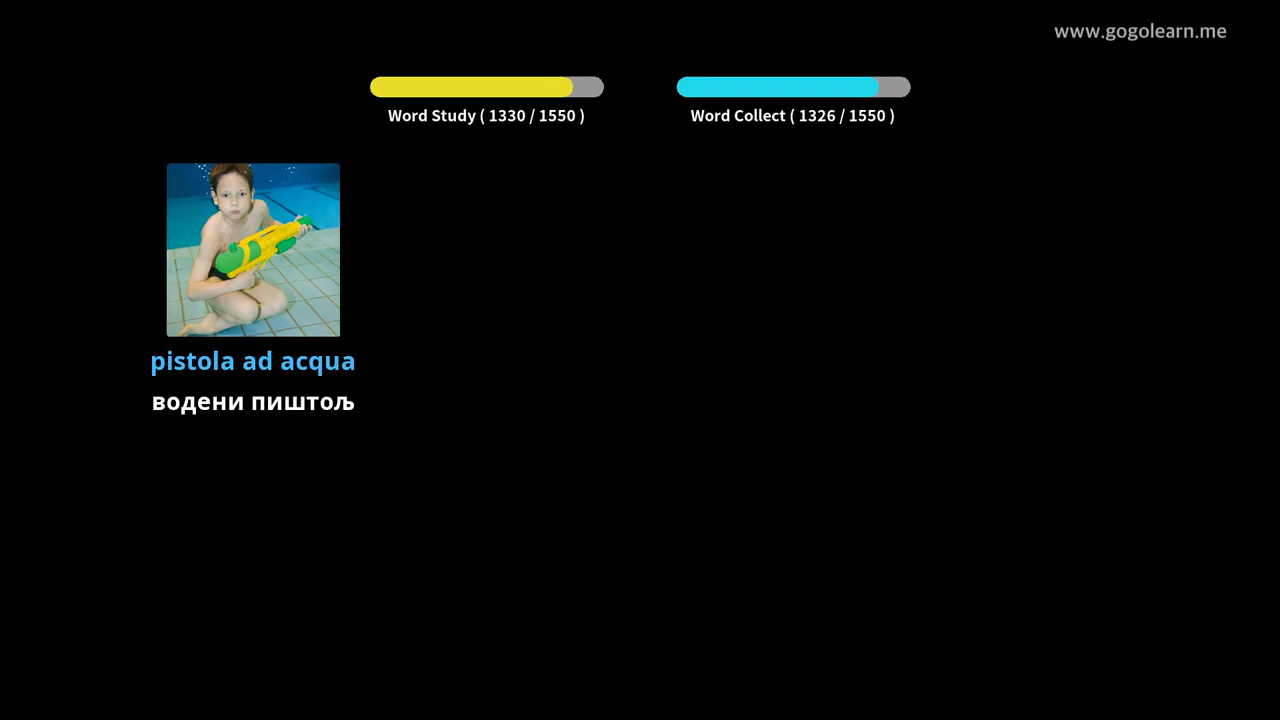 www.gogolearn.me
Word Study ( 1330 / 1550 )
Word Collect ( 1326 / 1550 )
pistola ad acqua
водени пиштољ